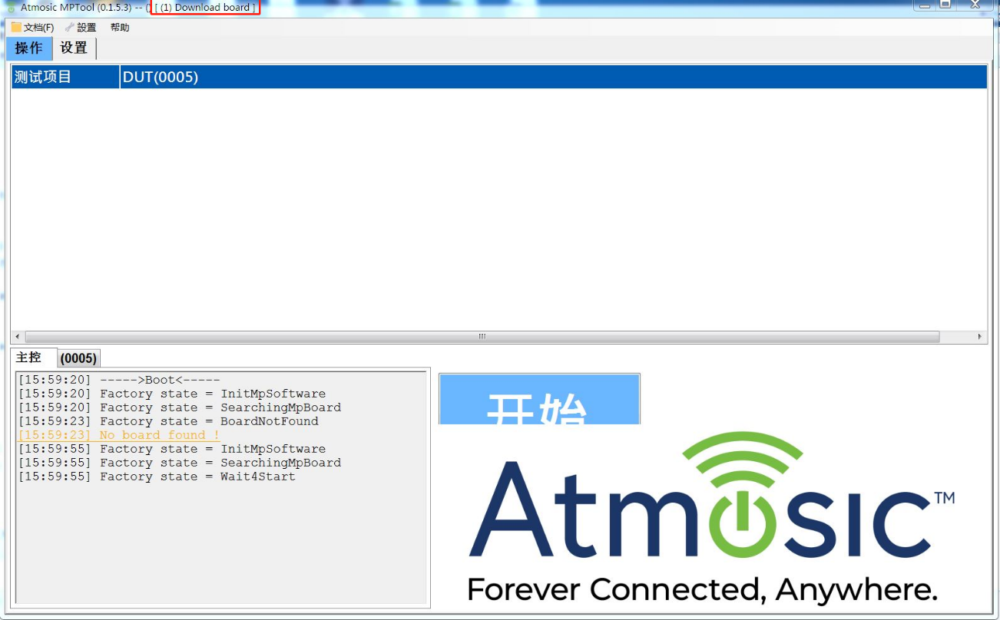 Atmosic MPTool (0.1.5.3) -- () [ (1) Download board ]
文档(F) 設置 帮助
操作 设置
测试项目 DUT(0005)
主控 (0005)
[15:59:20] ----->Boot<-----
[15:59:20] Factory state = InitMpSoftware
[15:59:20] Factory state = SearchingMpBoard
[15:59:23] Factory state = BoardNotFound
[15:59:23] No board found !
[15:59:55] Factory state = InitMpSoftware
[15:59:55] Factory state = SearchingMpBoard
[15:59:55] Factory state = Wait4Start
开始
Atmosic™
Forever Connected, Anywhere.